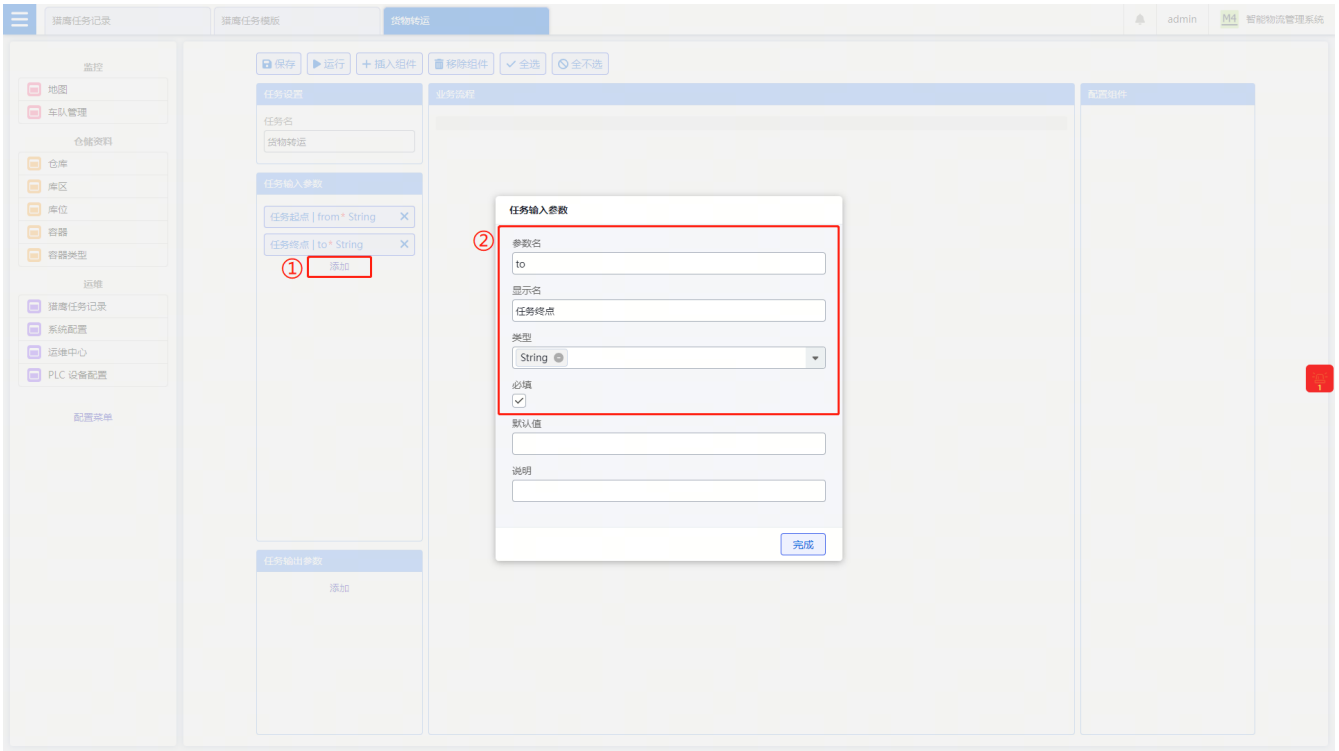 猎鹰任务记录
猎鹰任务模版
货物转运
admin
M4 智能物流管理系统
监控
地图
车队管理
仓储资料
仓库
库区
库位
容器
容器类型
运维
猎鹰任务记录
系统配置
运维中心
PLC 设备配置
配置菜单
保存
运行
插入组件
移除组件
全选
全不选
任务设置
任务名
货物转运
任务输入参数
任务起点 | from * String
任务终点 | to * String
① 添加
任务输出参数
添加
业务流程
配置组件
任务输入参数
②
参数名
to
显示名
任务终点
类型
String
必填
默认值
说明
完成
1